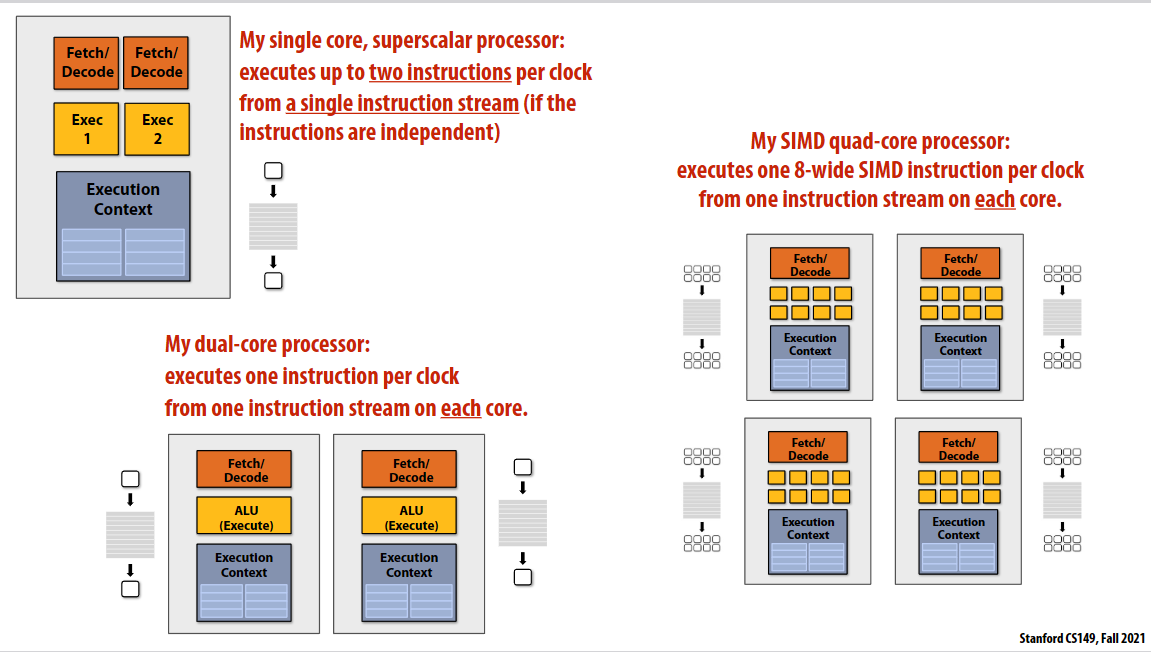 Fetch/
Decode
Fetch/
Decode
Exec
1
Exec
2
Execution
Context
My single core, superscalar processor:
executes up to two instructions per clock
from a single instruction stream (if the
instructions are independent)
My dual-core processor:
executes one instruction per clock
from one instruction stream on each core.
Fetch/
Decode
ALU
(Execute)
Execution
Context
Fetch/
Decode
ALU
(Execute)
Execution
Context
My SIMD quad-core processor:
executes one 8-wide SIMD instruction per clock
from one instruction stream on each core.
Fetch/
Decode
Execution
Context
Fetch/
Decode
Execution
Context
Fetch/
Decode
Execution
Context
Fetch/
Decode
Execution
Context
Stanford CS149, Fall 2021